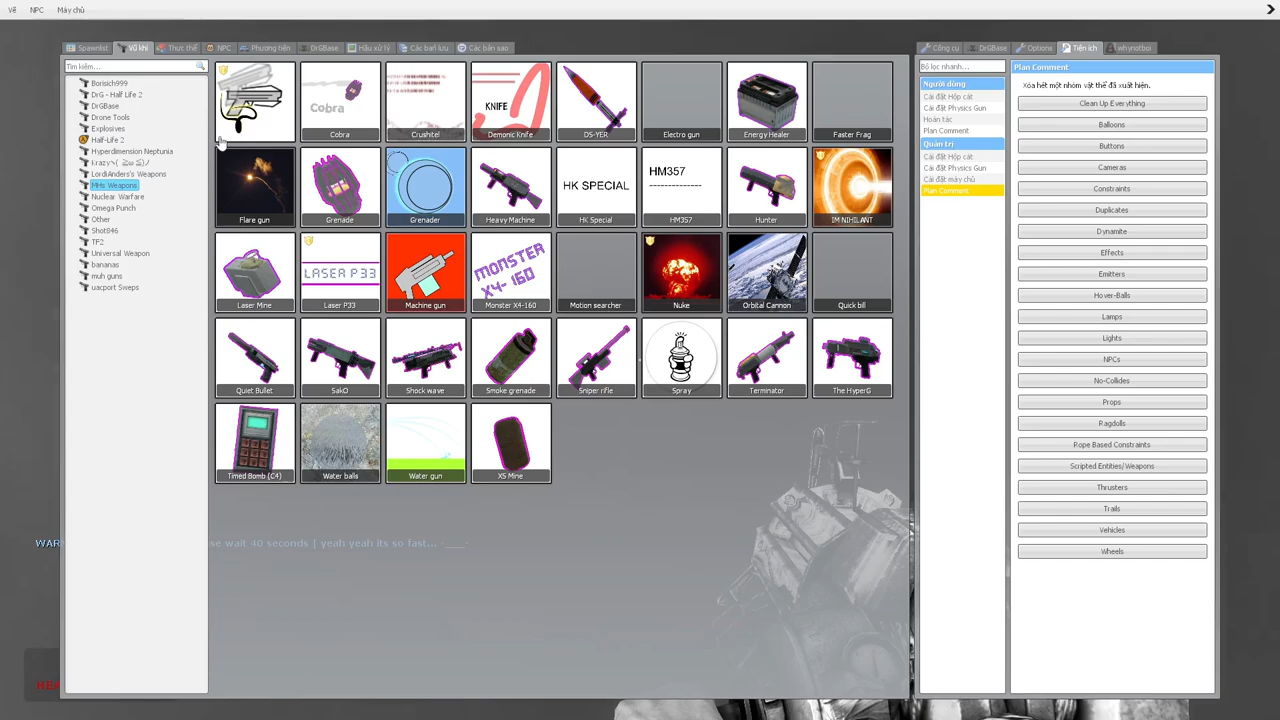 Vẽ NPC Máy chủ
Spawnlist Vũ khí Thực thể NPC Phương tiện DrGBase Hậu xử lý Các bản lưu Các bản sao
Công cụ DrGBase Options Tiện ích whynotboi
Tìm kiếm...
Borisich999
DrG - Half Life 2
DrGBase
Drone Tools
Explosives
Half-Life 2
Hyperdimension Neptunia
LordiAnders's Weapons
MHs Weapons
Nuclear Warfare
Omega Punch
Other
Shot846
TF2
Universal Weapon
bananas
muh guns
uacport Sweps
Cobra
Cobra Crushitel Demonic Knife DS-YER Electro gun Energy Healer Faster Frag
KNIFE
HK SPECIAL
HM357
Flare gun Grenade Grenader Heavy Machine HK Special HM357 Hunter IM NIHILANT
LASER P33
MONSTER X4-160
Laser Mine Laser P33 Machine gun Monster X4-160 Motion searcher Nuke Orbital Cannon Quick bill
Quiet Bullet SakO Shock wave Smoke grenade Sniper rifle Spray Terminator The HyperG
Timed Bomb (C4) Water balls Water gun XS Mine
se wait 40 seconds ( yeah yeah its so fast... -____-
WAR
HEA
Bộ lọc nhanh...
Người dùng
Cài đặt Hộp cát
Cài đặt Physics Gun
Hoàn tác
Plan Comment
Quản trị
Cài đặt Hộp cát
Cài đặt Physics Gun
Cài đặt máy chủ
Plan Comment
Plan Comment
Xóa hết một nhóm vật thể đã xuất hiện.
Clean Up Everything
Balloons
Buttons
Cameras
Constraints
Duplicates
Dynamite
Effects
Emitters
Hover-Balls
Lamps
Lights
NPCs
No-Collides
Props
Ragdolls
Rope Based Constraints
Scripted Entities/Weapons
Thrusters
Trails
Vehicles
Wheels